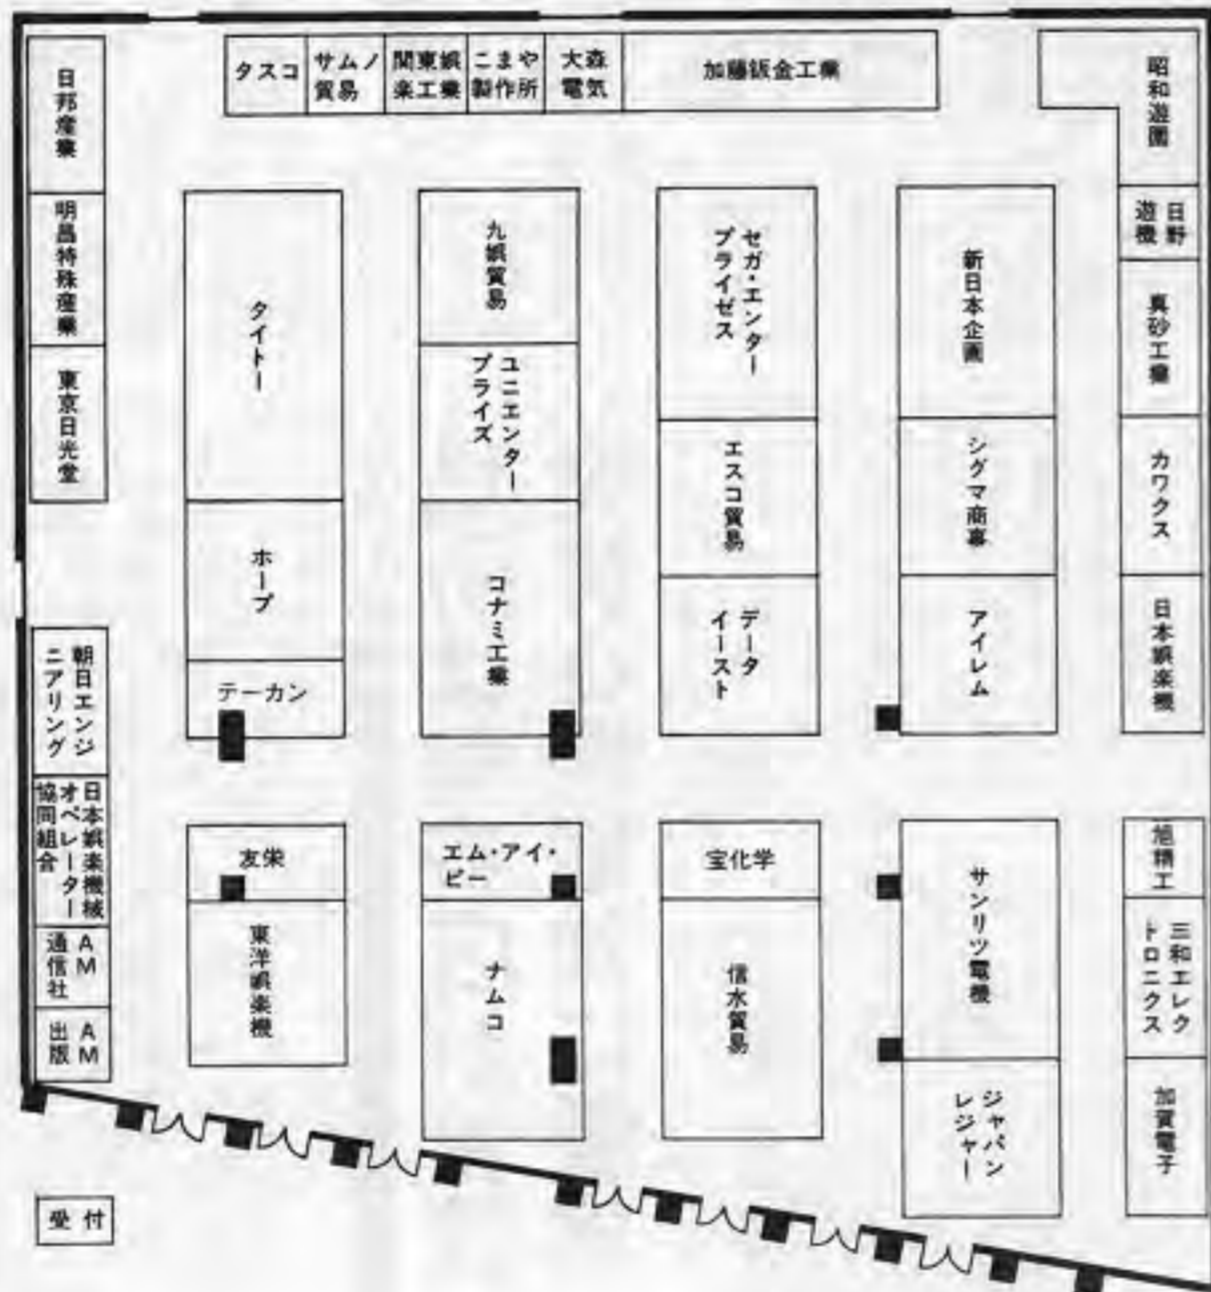 タスコ
サムノ
貿易
関東娯
楽工業
こまや
製作所
大森
電気
加藤鈑金工業
昭和遊園
日邦産業
明昌特殊産業
東京日光堂
タイトー
ホープ
テーカン
九娯貿易
ユニエンター
プライズ
コナミ工業
セガ・エンター
プライゼス
エスコ貿易
データ
イースト
新日本企画
シグマ商事
アイレム
日野
遊機
真砂工業
カワクス
日本娯楽機
朝日エンジ
ニアリング
日本娯楽機械
オペレーター
協同組合
AM
通信社
AM
出版
友栄
東洋娯楽機
エム・アイ・
ビー
ナムコ
宝化学
信水貿易
サンリツ電機
ジャパン
レジャー
旭精工
三和エレク
トロニクス
加賀電子
受付